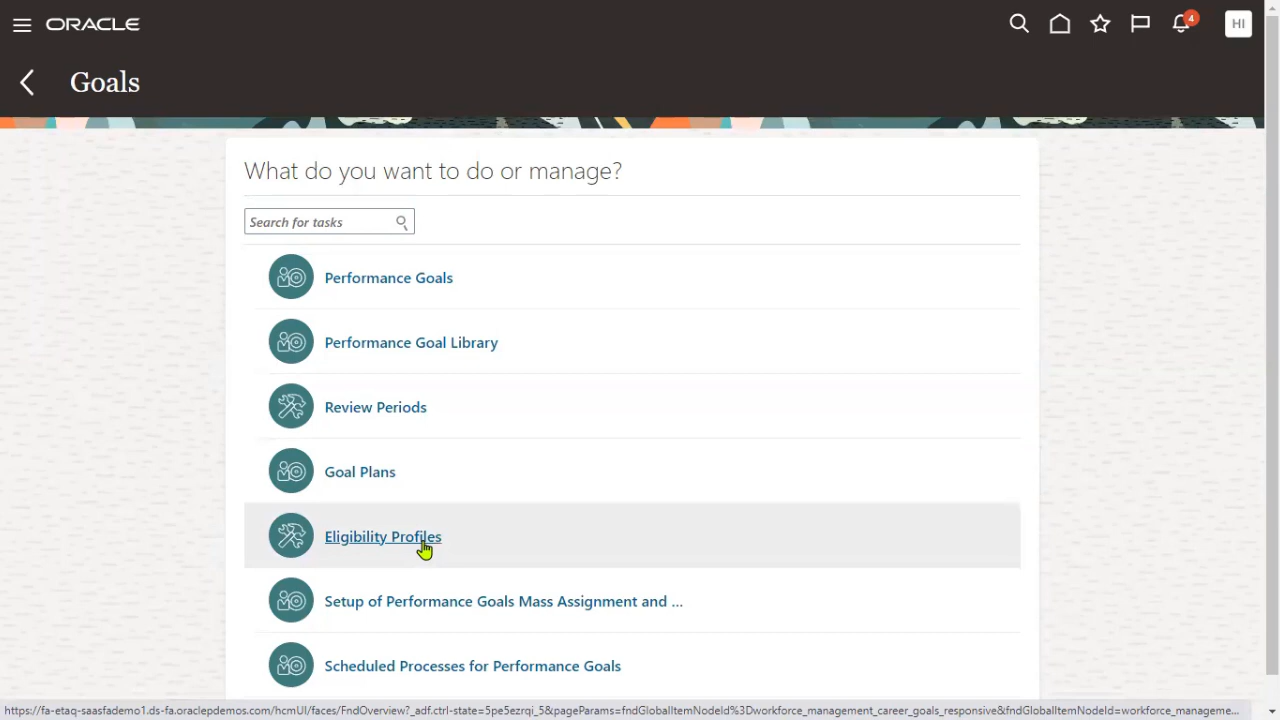 ORACLE
4
HI
Goals
What do you want to do or manage?
Search for tasks
Performance Goals
Performance Goal Library
Review Periods
Goal Plans
Eligibility Profiles
Setup of Performance Goals Mass Assignment and ...
Scheduled Processes for Performance Goals
https://fa-etaq-saasfademo1.ds-fa.oraclepdemos.com/hcmUI/faces/FndOverview?_adf.ctrl-state=5pe5ezrqi_5&pageParams=fndGlobalItemNodeId%3Dworkforce_management_career_goals_responsive&fndGlobalItemNodeId=workforce_manageme...